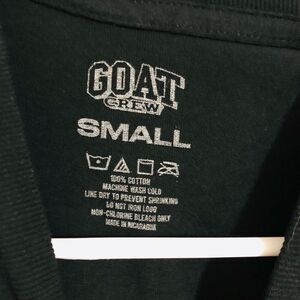 GOAT
CREW
SMALL
100% COTTON
MACHINE WASH COLD
LINE DRY TO PREVENT SHRINKING
DO NOT IRON LOGO
NON-CHLORINE BLEACH ONLY
MADE IN NICARAGUA